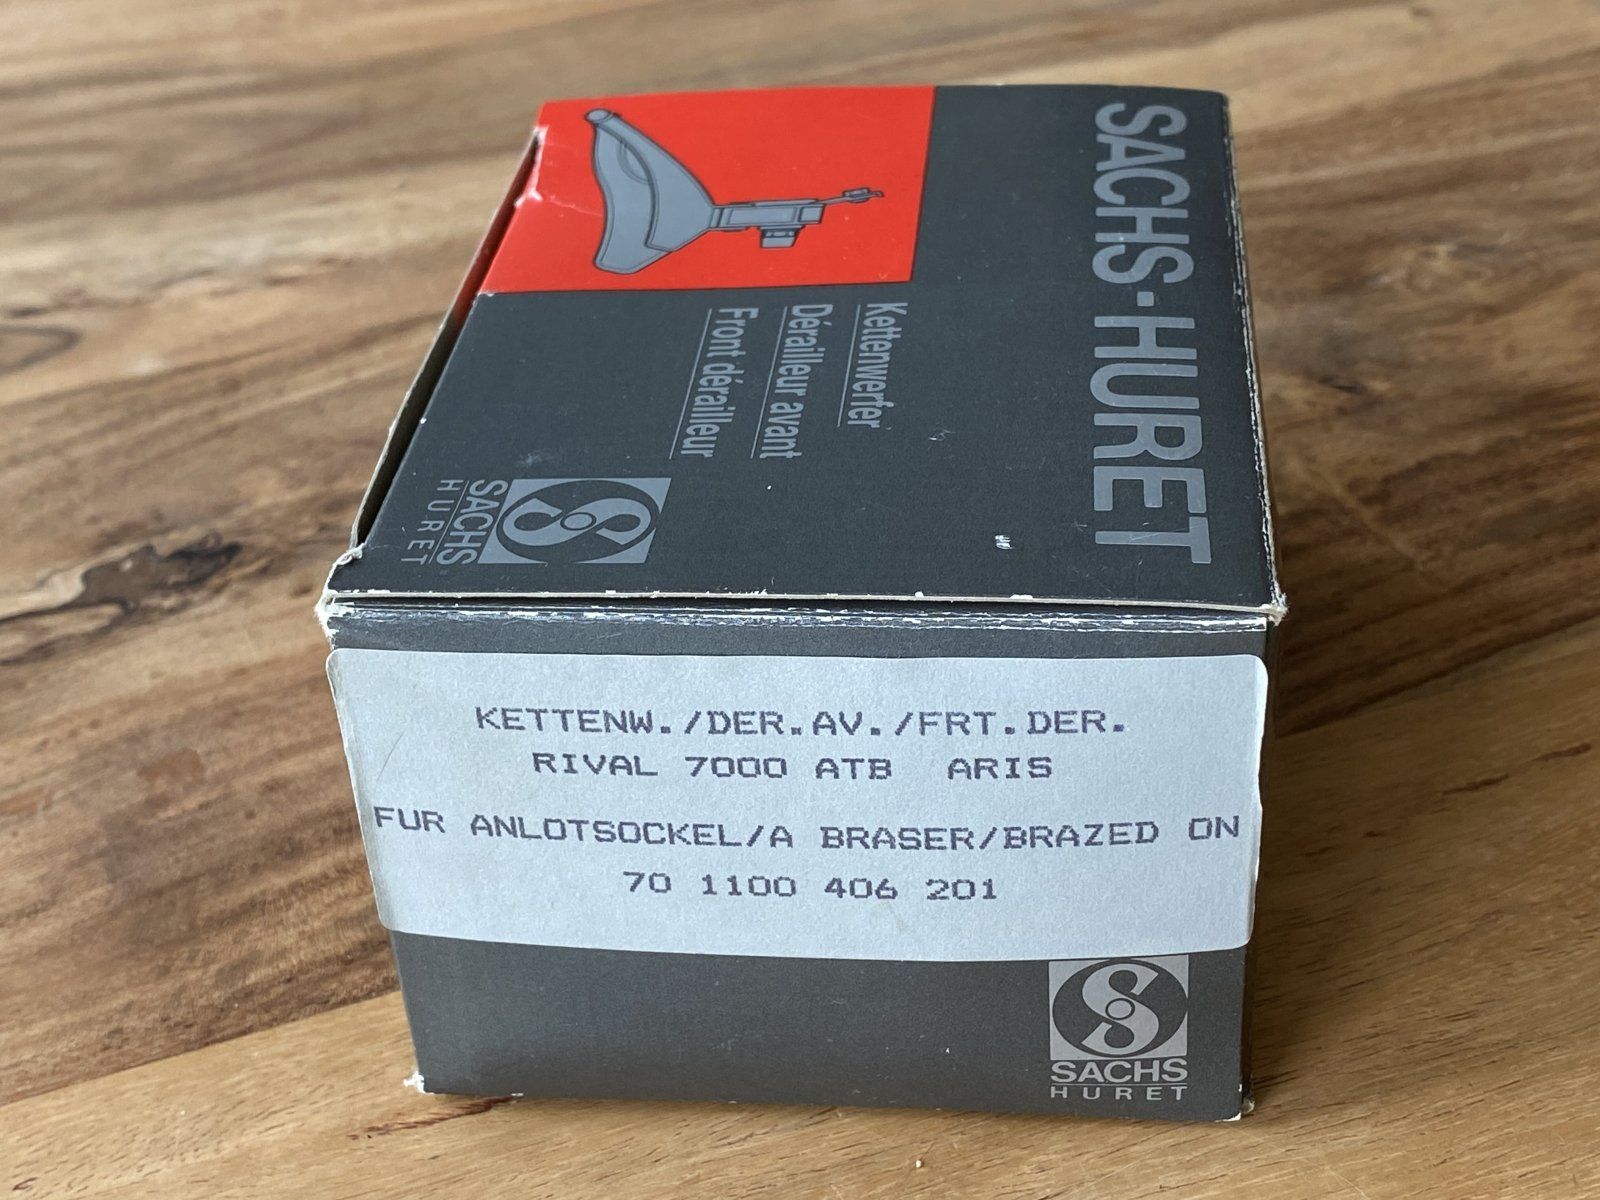 SACHS-HURET
Kettenwerfer
Dérailleur avant
Front dérailleur
SACHS
HURET
KETTENW./DER.AV./FRT.DER.
RIVAL 7000 ATB ARIS
FUR ANLOTSOCKEL/A BRASER/BRAZED ON
70 1100 406 201
SACHS
HURET